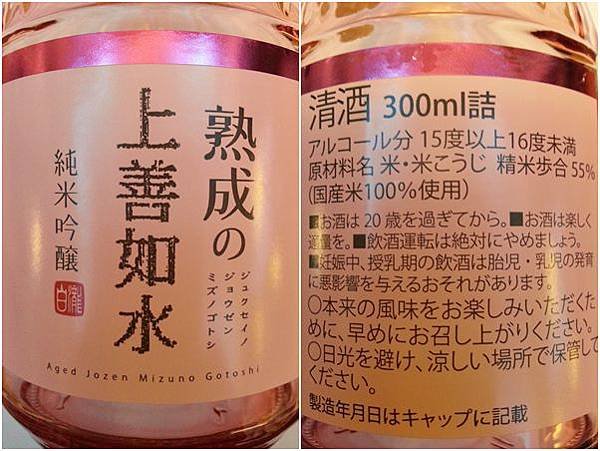 熟成の
上善如水
純米吟醸
白瀧
ジュクセイノ
ジョウゼン
ミズノゴトシ
Aged Jozen Mizuno Gotoshi
清酒 300ml詰
アルコール分 15度以上16度未満
原材料名 米・米こうじ 精米歩合 55%
(国産米100%使用)
■お酒は 20 歳を過ぎてから。■お酒は楽しく
適量を。■飲酒運転は絶対にやめましょう。
■妊娠中、授乳期の飲酒は胎児・乳児の発育
に悪影響を与えるおそれがあります。
○本来の風味をお楽しみいただくた
めに、早めにお召し上がりください。
○日光を避け、涼しい場所で保管して
ください。
製造年月日はキャップに記載